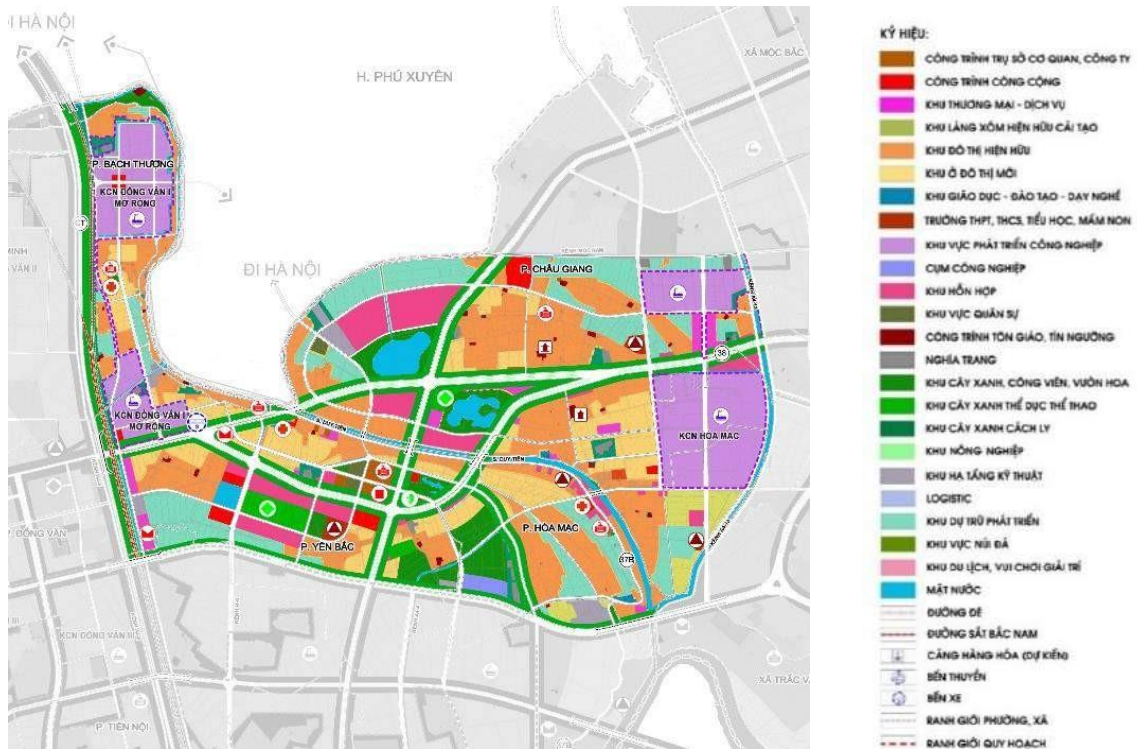 ĐI HÀ NỘI
H. PHÚ XUYÊN
XÃ MỘC BẮC
P. BẠCH THƯỢNG
KCN ĐỒNG VĂN I
MỞ RỘNG
ĐI HÀ NỘI
P. CHÂU GIANG
38
KCN ĐỒNG VĂN I
MỞ RỘNG
S. DUY TIÊN
S. DUY TIÊN
KCN HÒA MẠC
P. HÒA MẠC
P. YÊN BẮC
37B
P. ĐỒNG VĂN
KCN ĐỒNG VĂN III
P. TIÊN NỘI
XÃ TRÁC V
KÝ HIỆU:
CÔNG TRÌNH TRỤ SỞ CƠ QUAN, CÔNG TY
CÔNG TRÌNH CÔNG CỘNG
KHU THƯƠNG MẠI - DỊCH VỤ
KHU LÀNG XÓM HIỆN HỮU CẢI TẠO
KHU ĐÔ THỊ HIỆN HỮU
KHU Ở ĐÔ THỊ MỚI
KHU GIÁO DỤC - ĐÀO TẠO - DẠY NGHỀ
TRƯỜNG THPT, THCS, TIỂU HỌC, MẦM NON
KHU VỰC PHÁT TRIỂN CÔNG NGHIỆP
CỤM CÔNG NGHIỆP
KHU HỖN HỢP
KHU VỰC QUÂN SỰ
CÔNG TRÌNH TÔN GIÁO, TÍN NGƯỠNG
NGHĨA TRANG
KHU CÂY XANH, CÔNG VIÊN, VƯỜN HOA
KHU CÂY XANH THỂ DỤC THỂ THAO
KHU CÂY XANH CÁCH LY
KHU NÔNG NGHIỆP
KHU HẠ TẦNG KỸ THUẬT
LOGISTIC
KHU DỰ TRỮ PHÁT TRIỂN
KHU VỰC NÚI ĐÁ
KHU DU LỊCH, VUI CHƠI GIẢI TRÍ
MẶT NƯỚC
ĐƯỜNG ĐÊ
ĐƯỜNG SẮT BẮC NAM
CẢNG HÀNG HÓA (DỰ KIẾN)
BẾN THUYỀN
BẾN XE
RANH GIỚI PHƯỜNG, XÃ
RANH GIỚI QUY HOẠCH